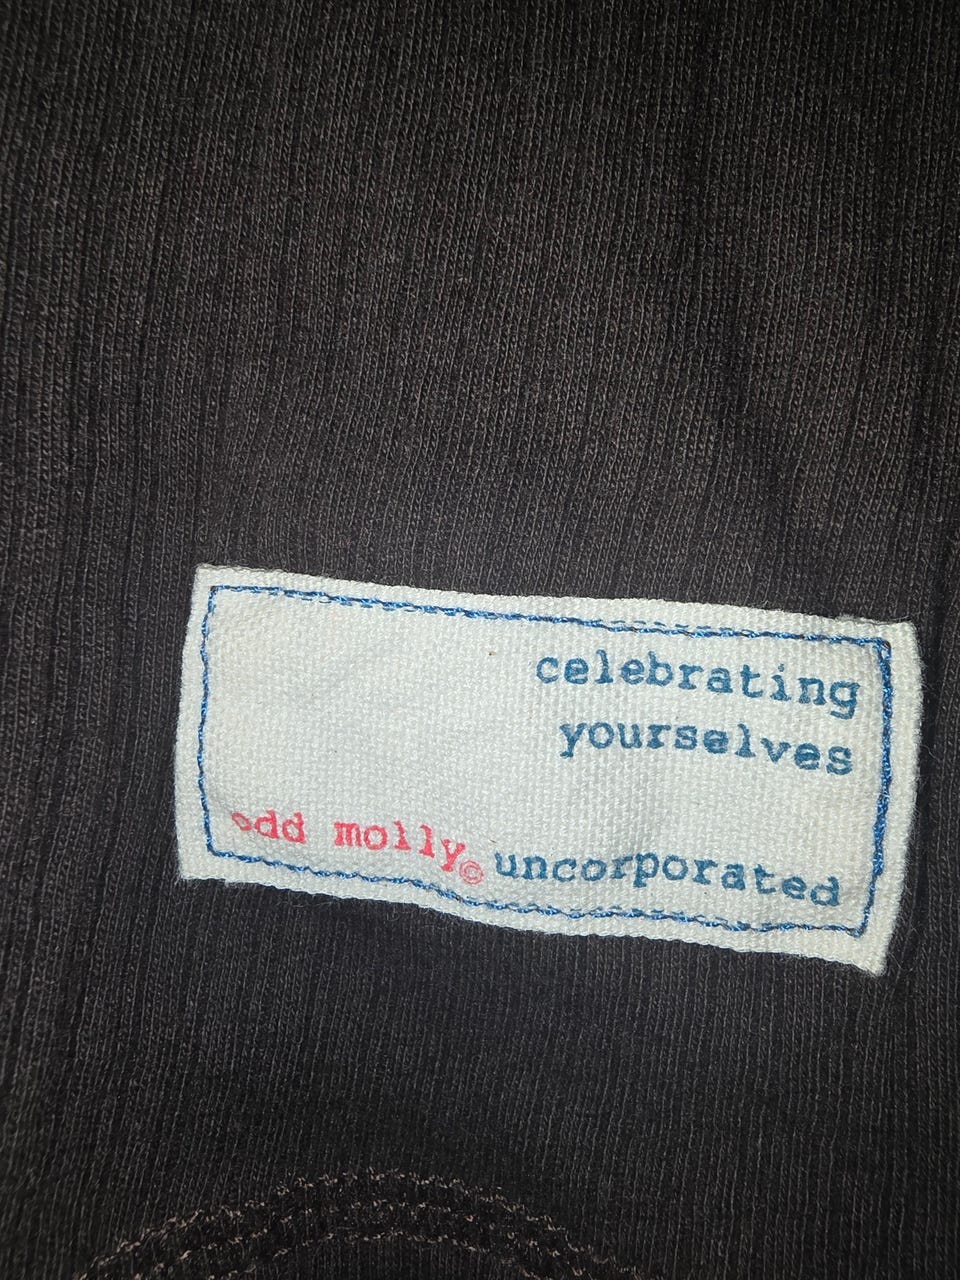 celebrating
yourselves
odd molly© uncorporated